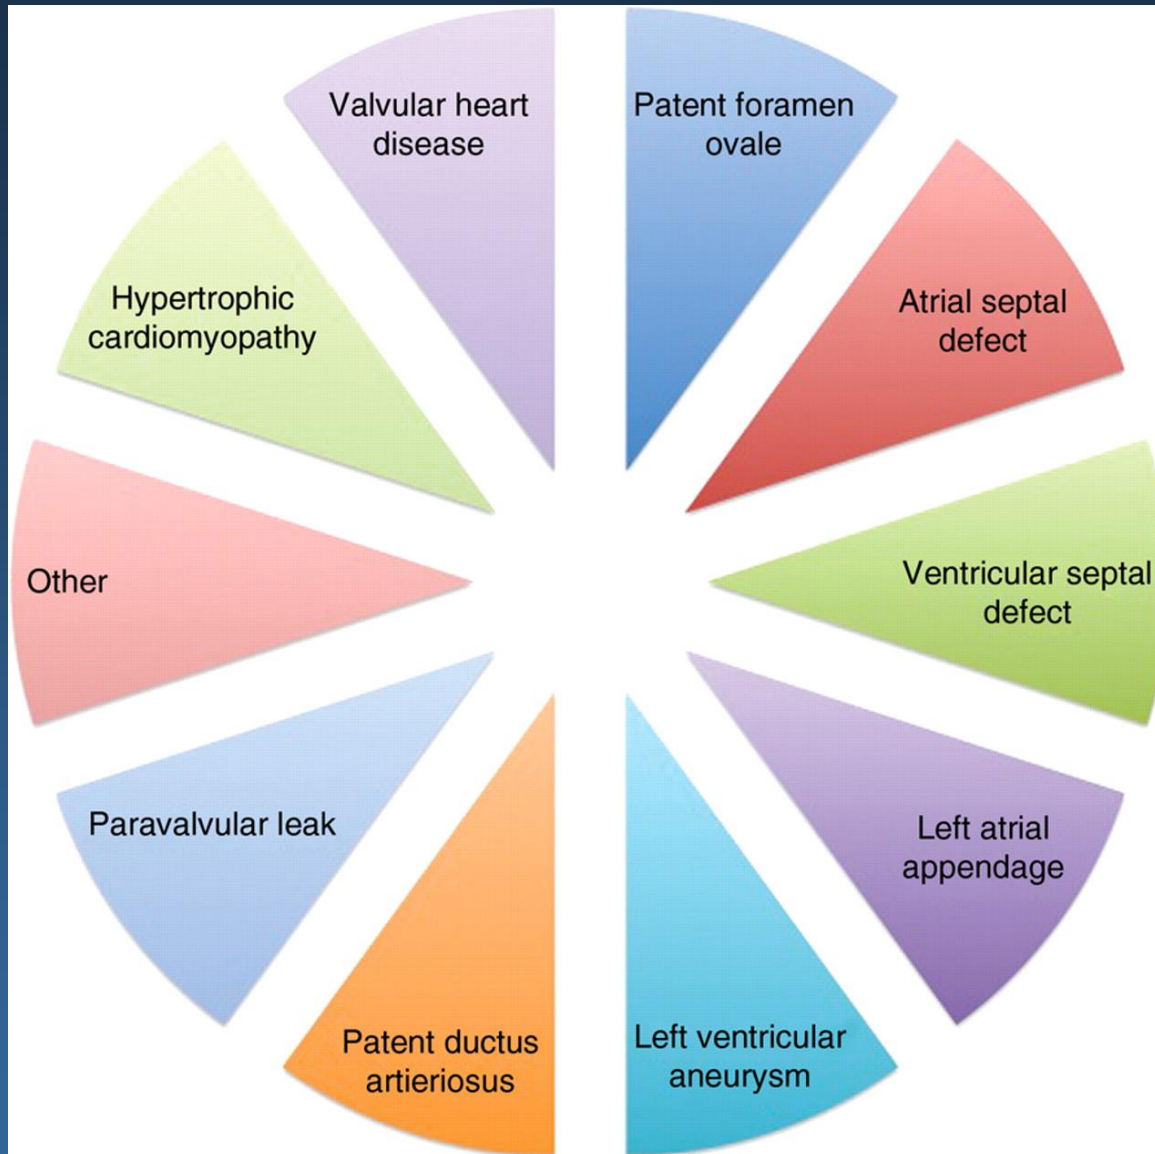 Valvular heart
disease
Patent foramen
ovale
Hypertrophic
cardiomyopathy
Atrial septal
defect
Other
Ventricular septal
defect
Paravalvular leak
Left atrial
appendage
Patent ductus
artieriosus
Left ventricular
aneurysm